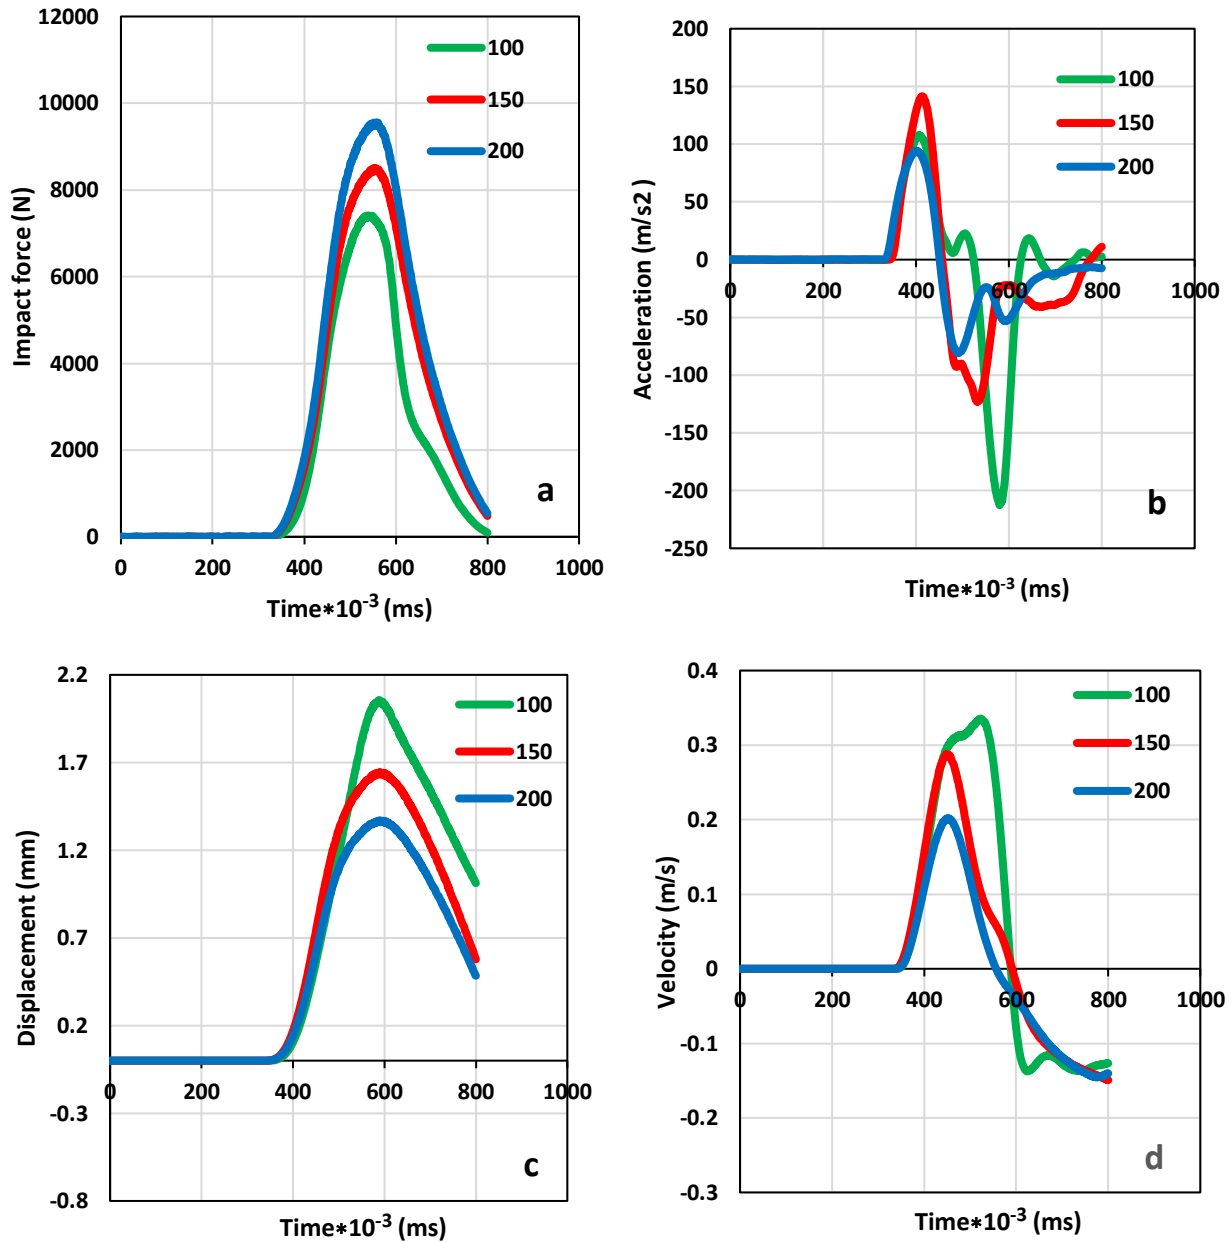 12000
10000
8000
6000
4000
2000
0
Impact force (N)
100
150
200
a
0 200 400 600 800 1000
Time*10-3 (ms)
200
150
100
50
0
-50
-100
-150
-200
-250
Acceleration (m/s2 )
100
150
200
0 200 400 600 800 1000
b
Time*10-3 (ms)
2.2
1.7
1.2
0.7
0.2
-0.3
-0.8
Displacement (mm)
100
150
200
0 200 400 600 800 1000
c
Time*10-3 (ms)
0.4
0.3
0.2
0.1
0
-0.1
-0.2
-0.3
Velocity (m/s)
100
150
200
0 200 400 600 800 1000
d
Time*10-3 (ms)